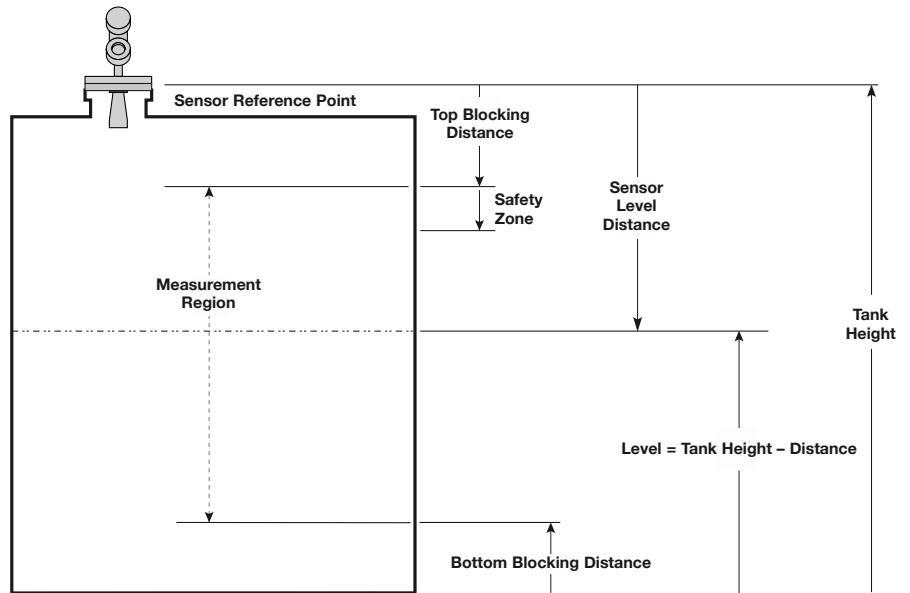 Sensor Reference Point
Top Blocking
Distance
Safety
Zone
Sensor
Level
Distance
Measurement
Region
Tank
Height
Level = Tank Height – Distance
Bottom Blocking Distance